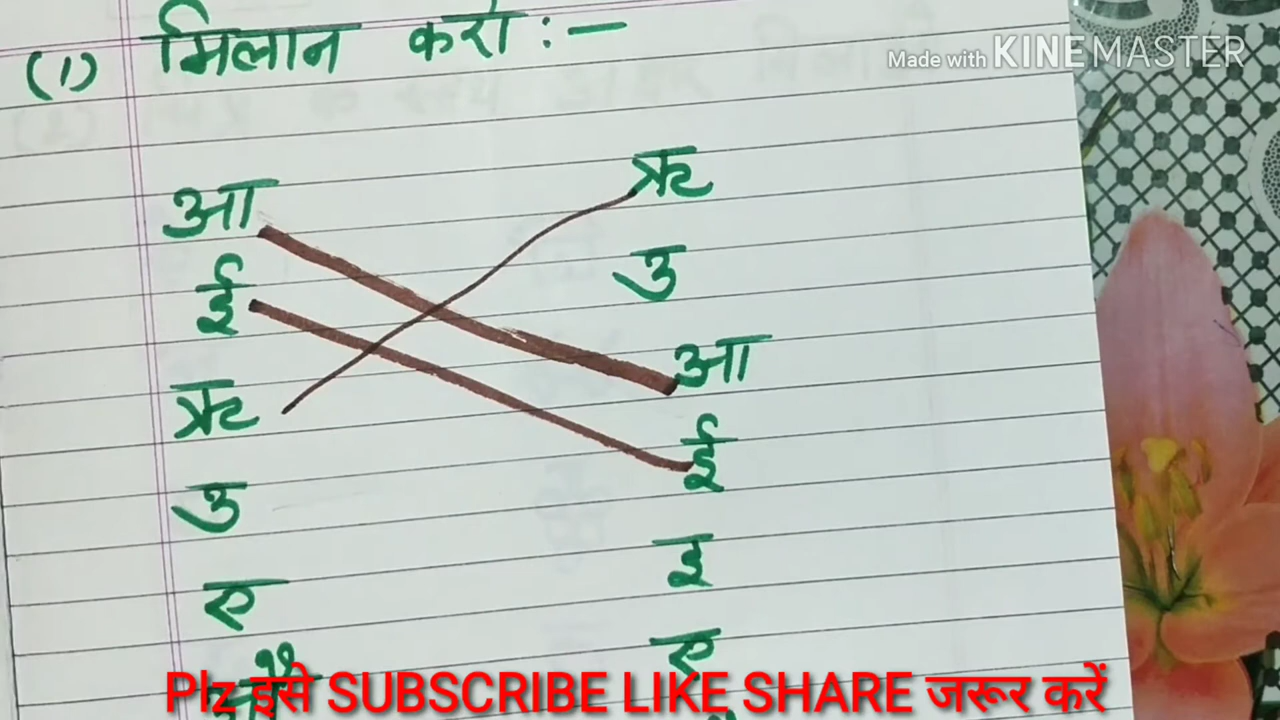 (1) मिलान करो :-
Made with KINEMASTER
आ ऋ
ई उ
ऋ आ
उ ई
ए इ
ए
Plz इसे SUBSCRIBE LIKE SHARE जरूर करें